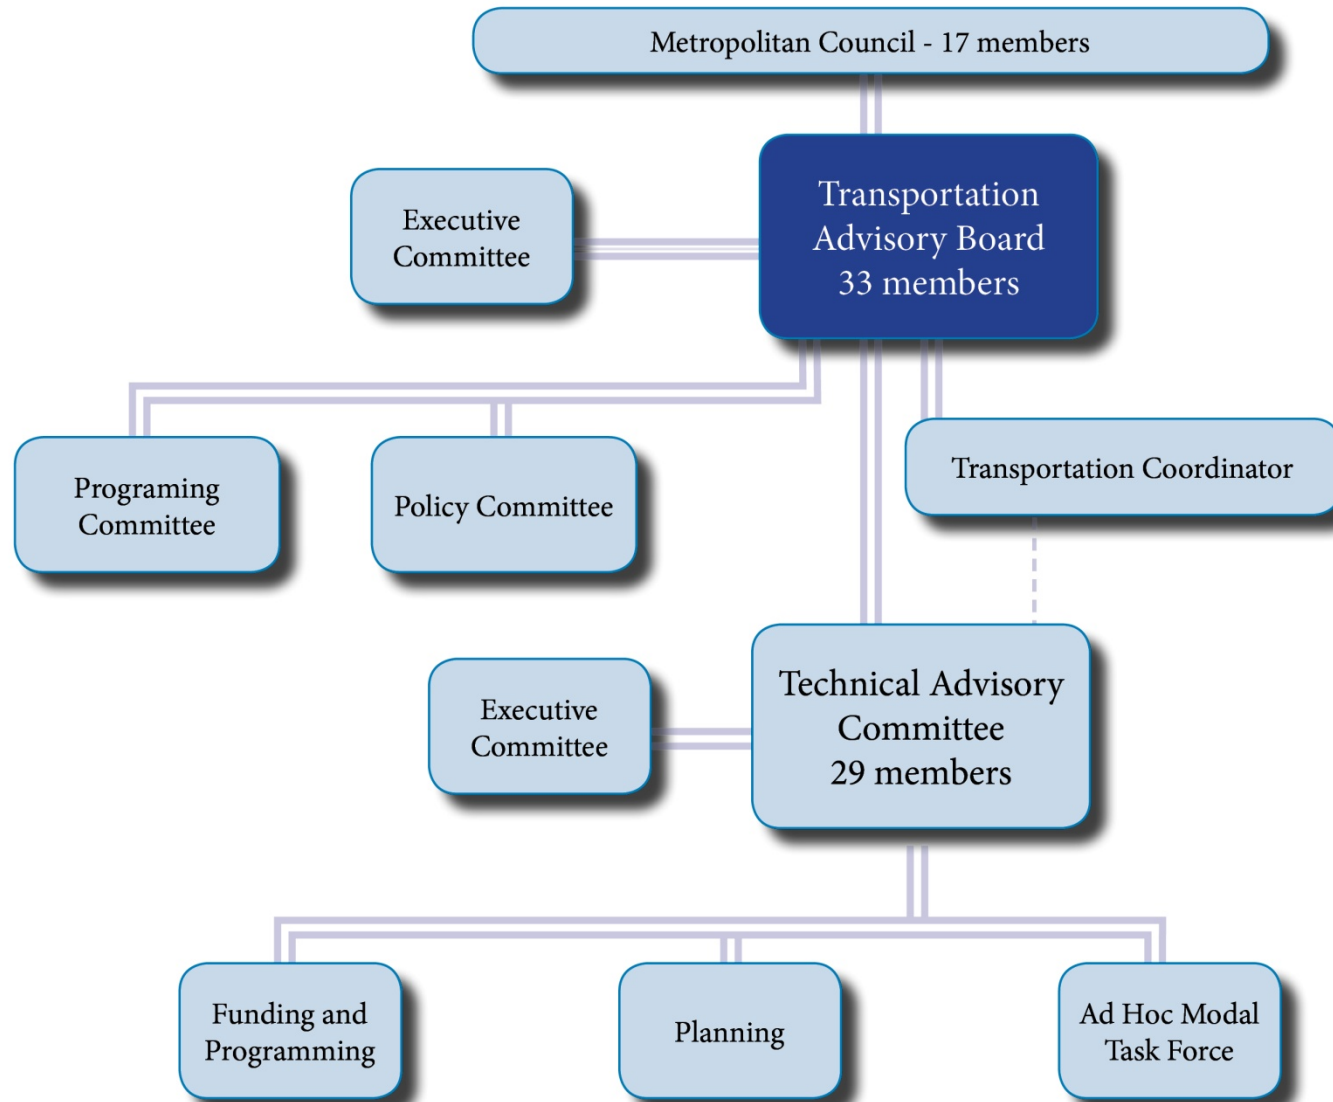 Metropolitan Council - 17 members
Transportation
Advisory Board
33 members
Executive
Committee
Programing
Committee
Policy Committee
Transportation Coordinator
Executive
Committee
Technical Advisory
Committee
29 members
Funding and
Programming
Planning
Ad Hoc Modal
Task Force